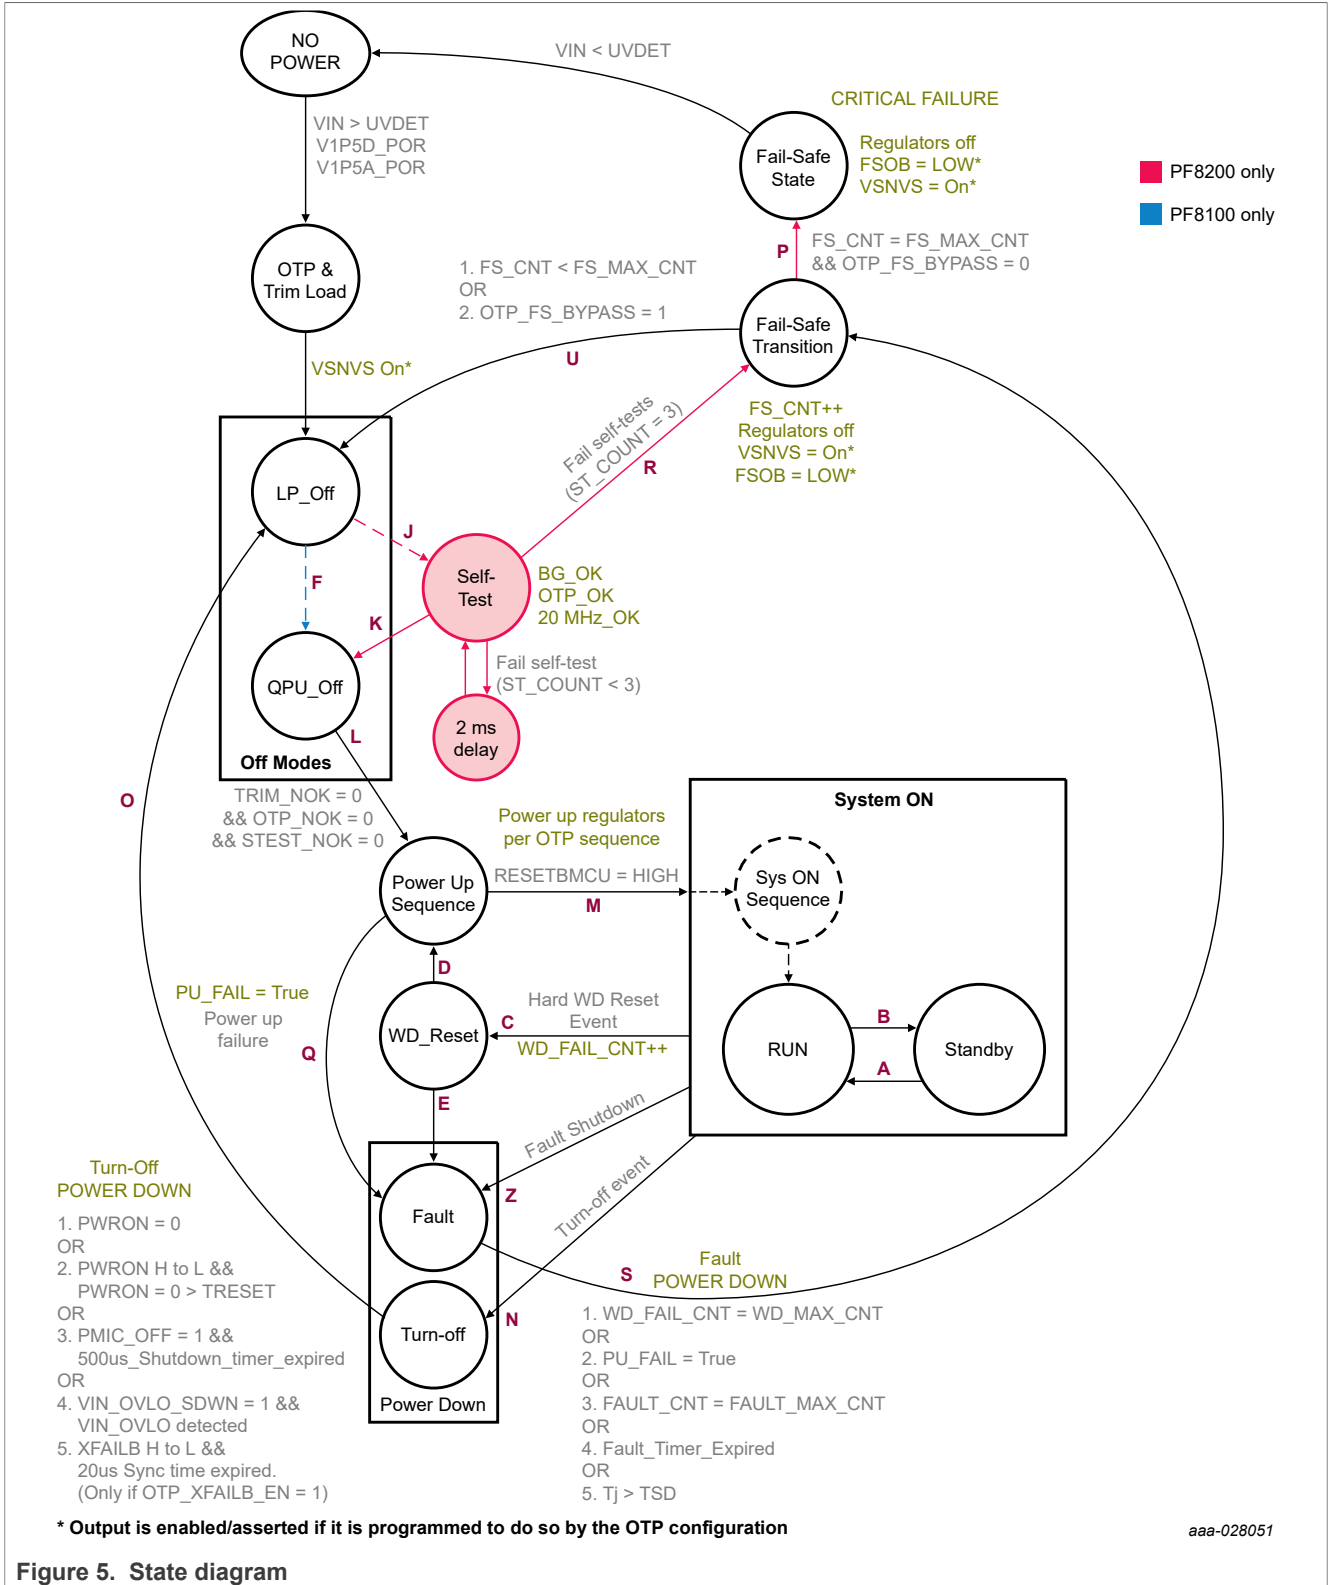 NO
POWER
VIN < UVDET
CRITICAL FAILURE
VIN > UVDET
V1P5D_POR
V1P5A_POR
Fail-Safe
State
Regulators off
FSOB = LOW*
VSNVS = On*
PF8200 only
PF8100 only
P
FS_CNT = FS_MAX_CNT
&& OTP_FS_BYPASS = 0
OTP &
Trim Load
1. FS_CNT < FS_MAX_CNT
OR
2. OTP_FS_BYPASS = 1
Fail-Safe
Transition
U
VSNVS On*
FS_CNT++
Regulators off
VSNVS = On*
FSOB = LOW*
Fail self-tests
(ST_COUNT = 3)
R
LP_Off
J
F
Self-
Test
BG_OK
OTP_OK
20 MHz_OK
K
QPU_Off
Fail self-test
(ST_COUNT < 3)
2 ms
delay
L
Off Modes
O
TRIM_NOK = 0
&& OTP_NOK = 0
&& STEST_NOK = 0
Power up regulators
per OTP sequence
System ON
Power Up
Sequence
RESETBMCU = HIGH
M
Sys ON
Sequence
D
PU_FAIL = True
Power up
failure
Q
WD_Reset
C
Hard WD Reset
Event
WD_FAIL_CNT++
RUN
B
A
Standby
E
Fault Shutdown
Z
Turn-off event
Fault
Turn-Off
POWER DOWN
1. PWRON = 0
OR
2. PWRON H to L &&
PWRON = 0 > TRESET
OR
3. PMIC_OFF = 1 &&
500us_Shutdown_timer_expired
OR
4. VIN_OVLO_SDWN = 1 &&
VIN_OVLO detected
5. XFAILB H to L &&
20us Sync time expired.
(Only if OTP_XFAILB_EN = 1)
Turn-off
N
Power Down
S
Fault
POWER DOWN
1. WD_FAIL_CNT = WD_MAX_CNT
OR
2. PU_FAIL = True
OR
3. FAULT_CNT = FAULT_MAX_CNT
OR
4. Fault_Timer_Expired
OR
5. Tj > TSD
* Output is enabled/asserted if it is programmed to do so by the OTP configuration
aaa-028051
Figure 5. State diagram